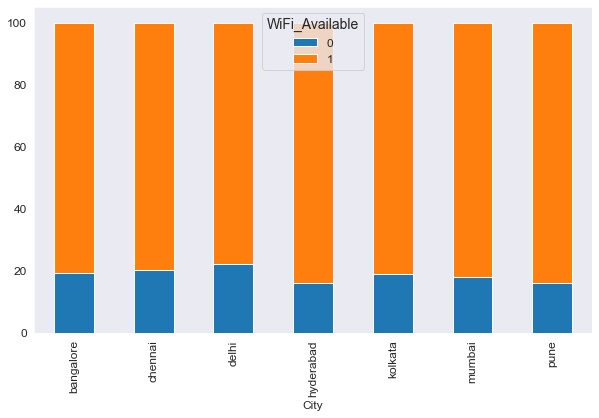 WiFi_Available
0
1
100
80
60
40
20
0
bangalore
chennai
delhi
hyderabad
kolkata
mumbai
pune
City